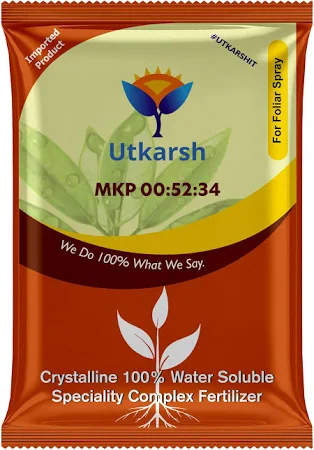 Imported
Product
#UTKARSHIT
For Foliar Spray
Utkarsh
MKP 00:52:34
We Do 100% What We Say.
Crystalline 100% Water Soluble
Speciality Complex Fertilizer